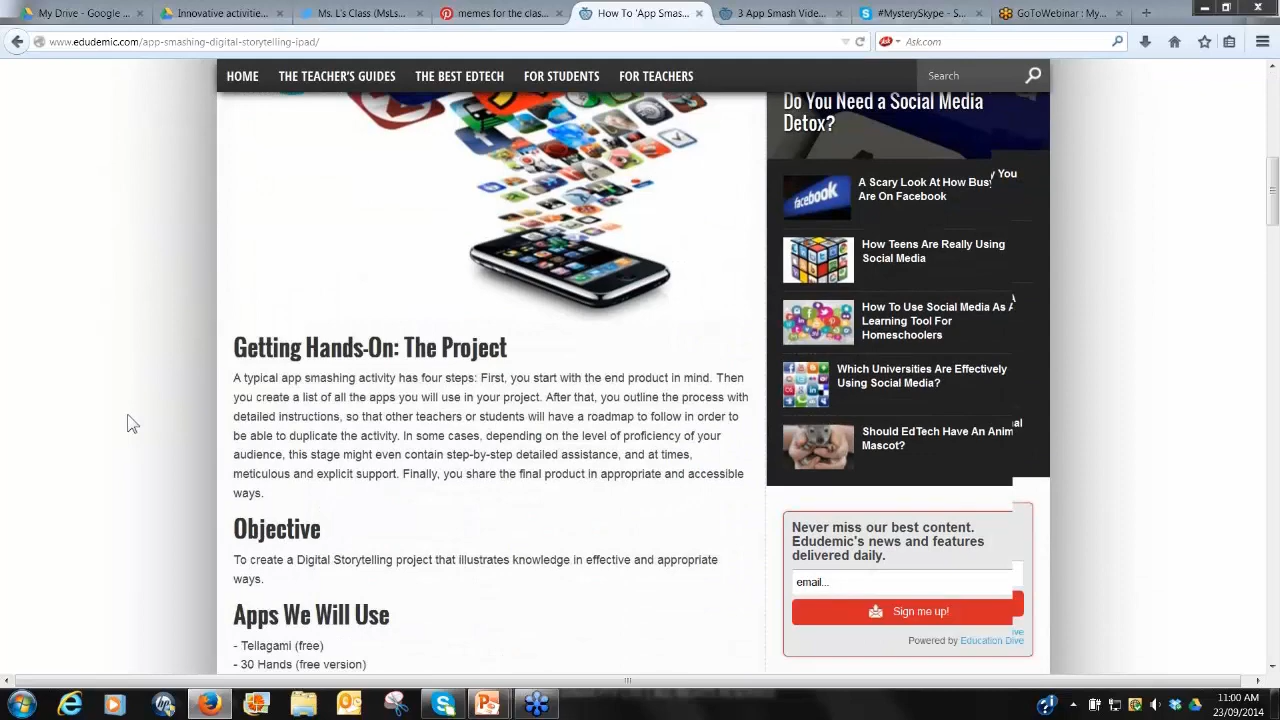 My Drive - Google
Innovative activitie...
Ms. L's Class (MsLs...
memes for the clas...
How To 'App Smas...
3 App Smash Vide...
#MysterySkype - S...
GoToWebinar : My...
www.edudemic.com/app-smashing-digital-storytelling-ipad/
Ask.com
HOME THE TEACHER'S GUIDES THE BEST EDTECH FOR STUDENTS FOR TEACHERS
Search
Do You Need a Social Media
Detox?
A Scary Look At How Busy You
Are On Facebook
How Teens Are Really Using
Social Media
How To Use Social Media As A
Learning Tool For
Homeschoolers
Which Universities Are Effectively
Using Social Media?
Should EdTech Have An Anim
Mascot?
Getting Hands-On: The Project
A typical app smashing activity has four steps: First, you start with the end product in mind. Then
you create a list of all the apps you will use in your project. After that, you outline the process with
detailed instructions, so that other teachers or students will have a roadmap to follow in order to
be able to duplicate the activity. In some cases, depending on the level of proficiency of your
audience, this stage might even contain step-by-step detailed assistance, and at times,
meticulous and explicit support. Finally, you share the final product in appropriate and accessible
ways.
Objective
To create a Digital Storytelling project that illustrates knowledge in effective and appropriate
ways.
Apps We Will Use
- Tellagami (free)
- 30 Hands (free version)
Never miss our best content.
Edudemic's news and features
delivered daily.
email...
Sign me up!
Powered by Education Dive
facebook
11:00 AM
23/09/2014